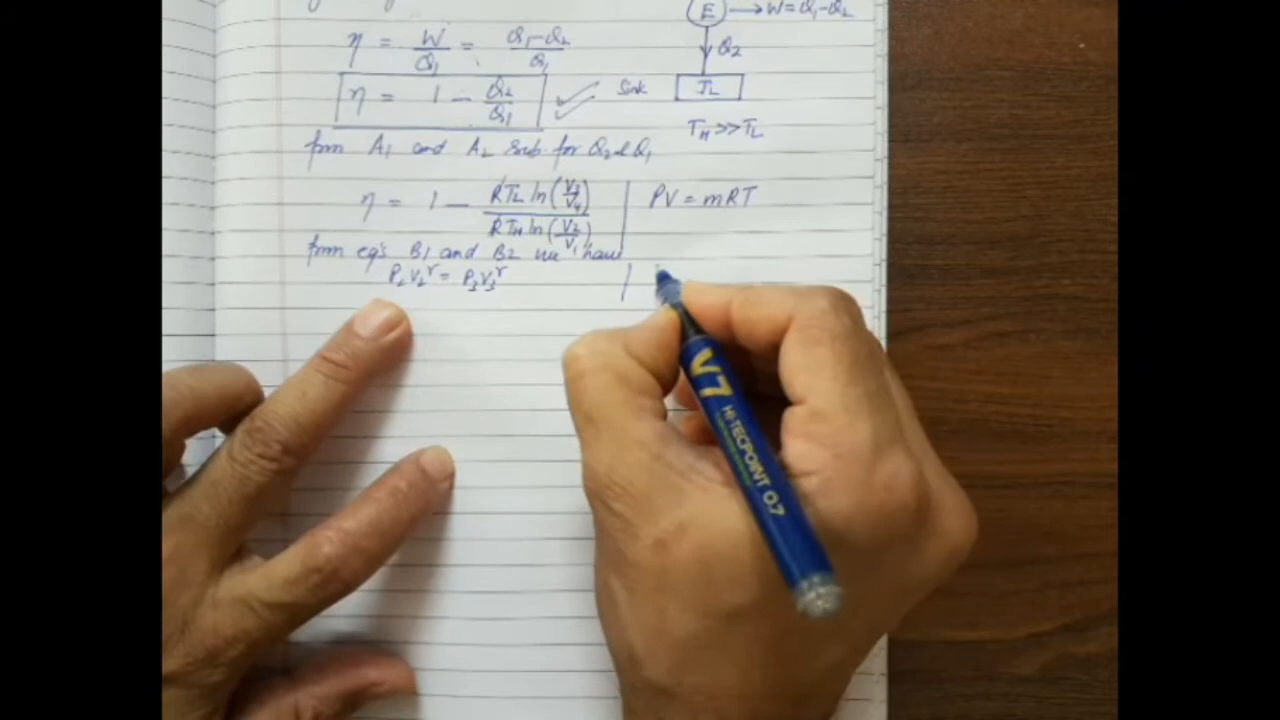 E → W = Q₁-Q₂
η = W/Q₁ = Q₁-Q₂/Q₁
Q2
η = 1 - Q₂/Q₁
Sink
TL
TH >> TL
from A1 and A2 sub for Q2 & Q1
η = 1 - RTL ln(V3/V4) / RTH ln(V2/V1)
PV = mRT
from eq's B1 and B2 we have
P₂V₂^γ = P₃V₃^γ
V7
HI-TECPOINT 0.7